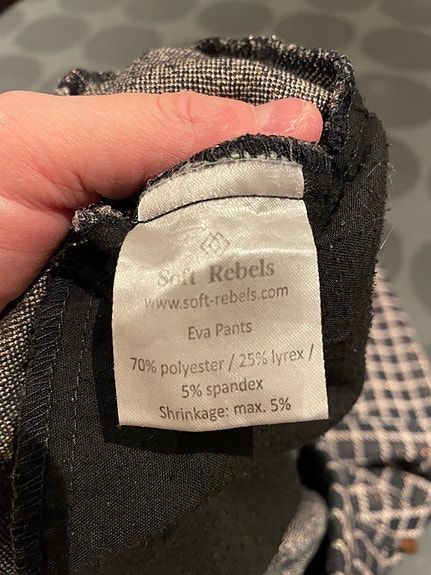 Soft Rebels
www.soft-rebels.com
Eva Pants
70% polyester / 25% lyrex /
5% spandex
Shrinkage: max. 5%